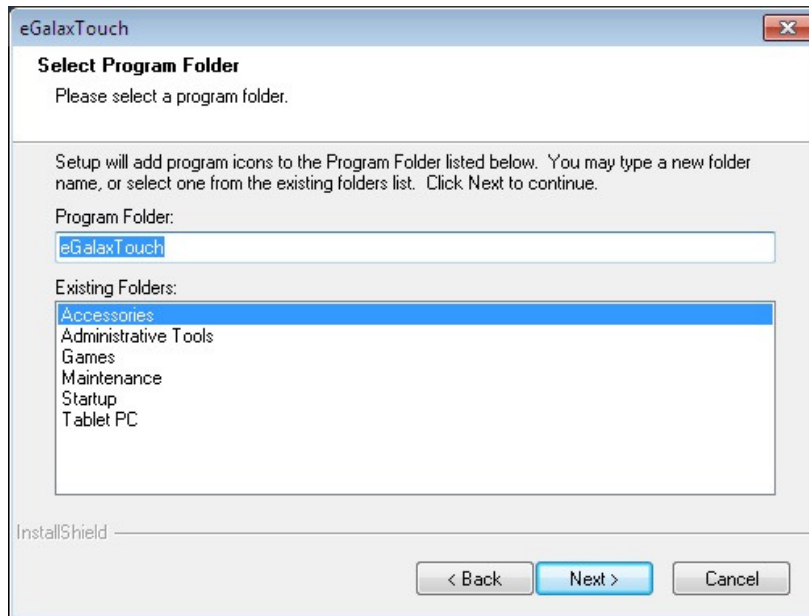 eGalaxTouch
Select Program Folder
Please select a program folder.
Setup will add program icons to the Program Folder listed below. You may type a new folder
name, or select one from the existing folders list. Click Next to continue.
Program Folder:
eGalaxTouch
Existing Folders:
Accessories
Administrative Tools
Games
Maintenance
Startup
Tablet PC
InstallShield
< Back
Next >
Cancel